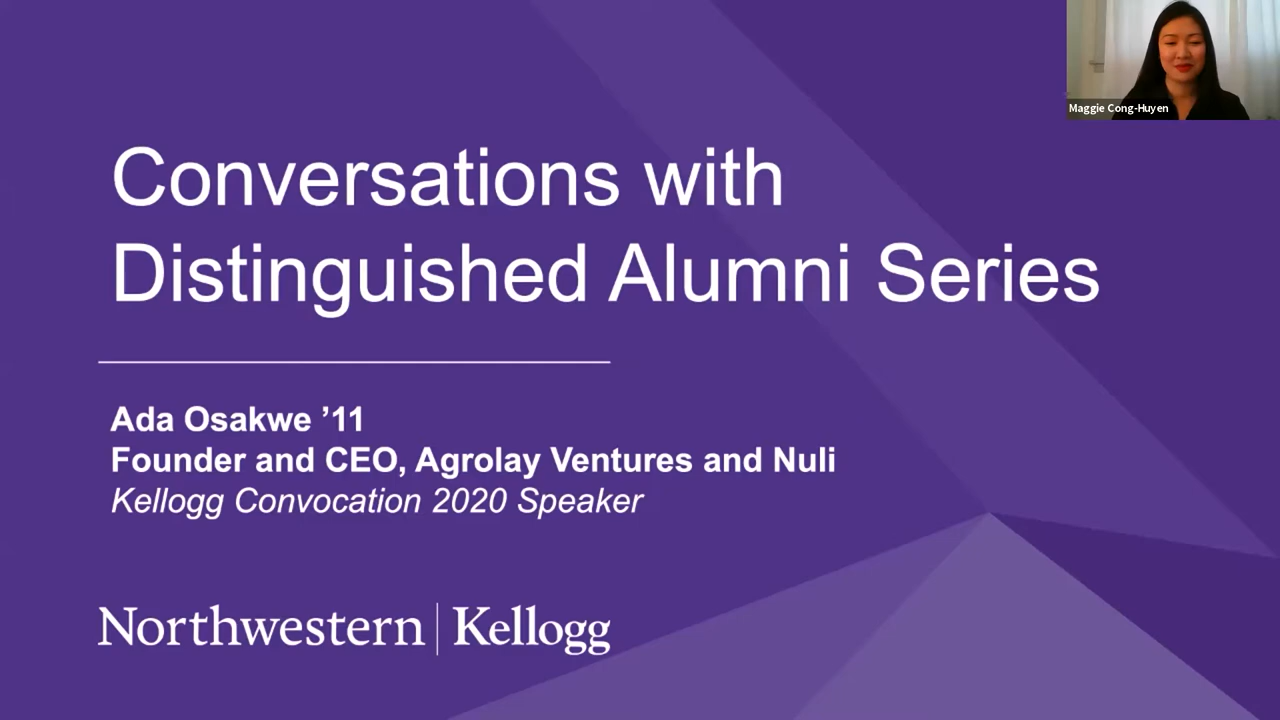 Maggie Cong-Huyen
Conversations with
Distinguished Alumni Series
Ada Osakwe ’11
Founder and CEO, Agrolay Ventures and Nuli
Kellogg Convocation 2020 Speaker
Northwestern | Kellogg